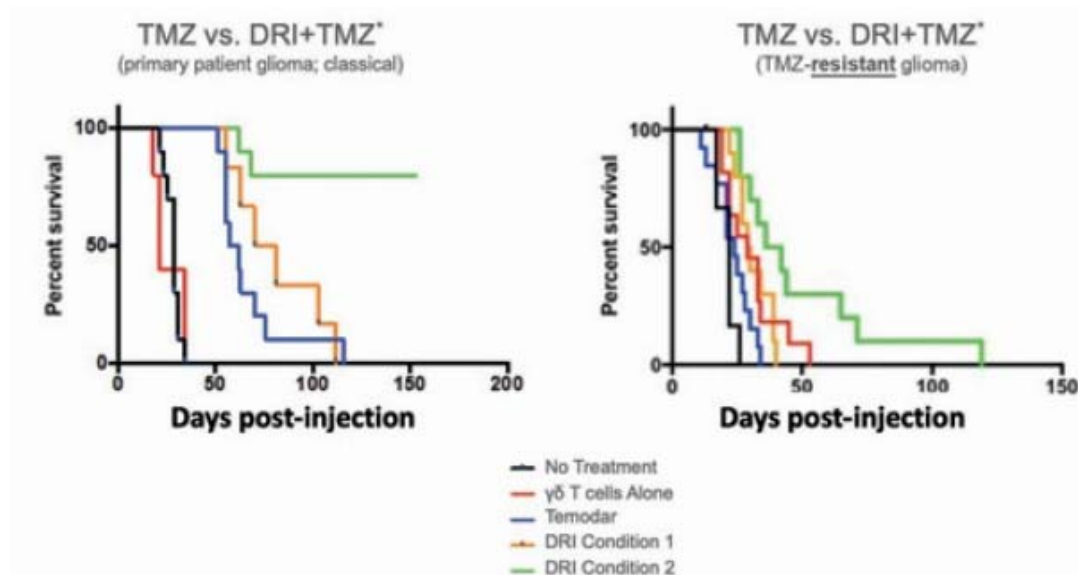 TMZ vs. DRI+TMZ*
(primary patient glioma; classical)
Percent survival
100
50
0
0 50 100 150 200
Days post-injection
TMZ vs. DRI+TMZ*
(TMZ-resistant glioma)
Percent survival
100
50
0
0 50 100 150
Days post-injection
No Treatment
γδ T cells Alone
Temodar
DRI Condition 1
DRI Condition 2